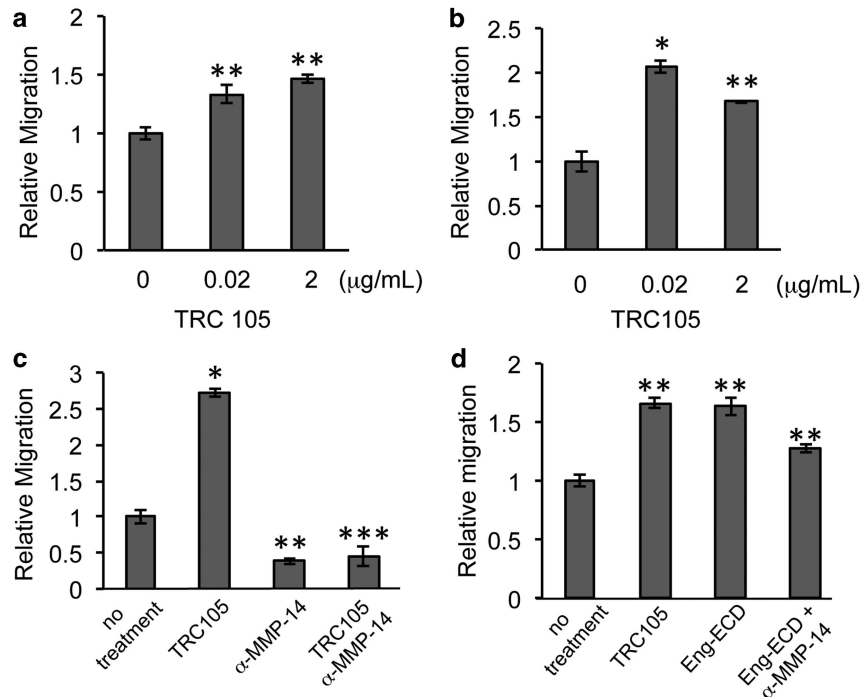 a
Relative Migration
2
1.5
1
0.5
0
** **
0 0.02 2 (μg/mL)
TRC 105
b
Relative Migration
2.5
2
1.5
1
0.5
0
* **
0 0.02 2 (μg/mL)
TRC105
c
Relative Migration
3
2.5
2
1.5
1
0.5
0
* ** ***
no
treatment
TRC105
α-MMP-14
TRC105
α-MMP-14
d
Relative migration
2
1.5
1
0.5
0
** ** **
no
treatment
TRC105
Eng-ECD
Eng-ECD +
α-MMP-14